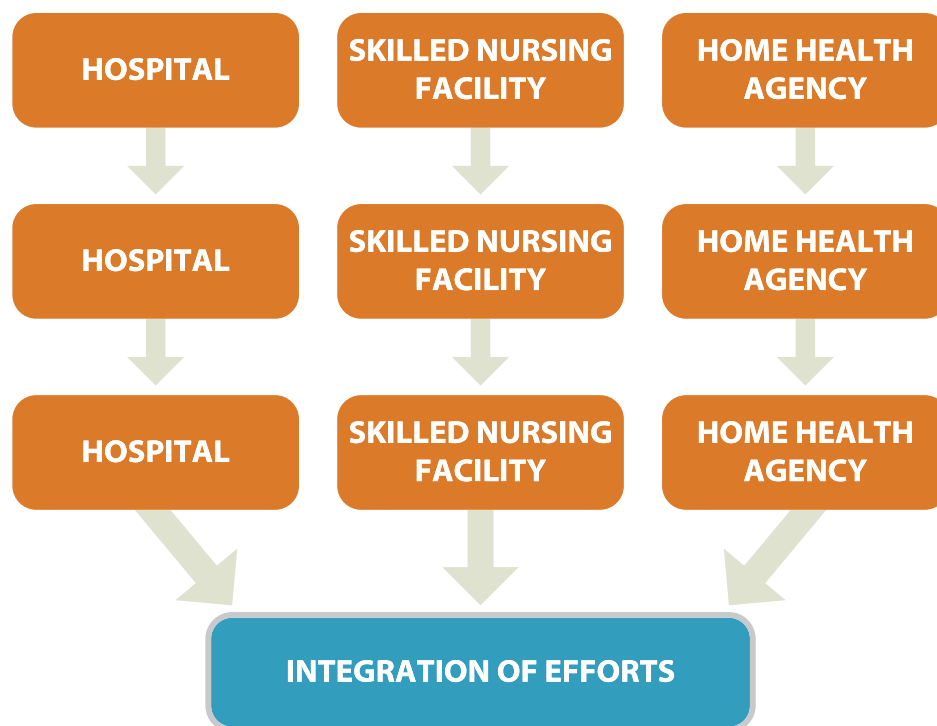 HOSPITAL
SKILLED NURSING
FACILITY
HOME HEALTH
AGENCY
HOSPITAL
SKILLED NURSING
FACILITY
HOME HEALTH
AGENCY
HOSPITAL
SKILLED NURSING
FACILITY
HOME HEALTH
AGENCY
INTEGRATION OF EFFORTS